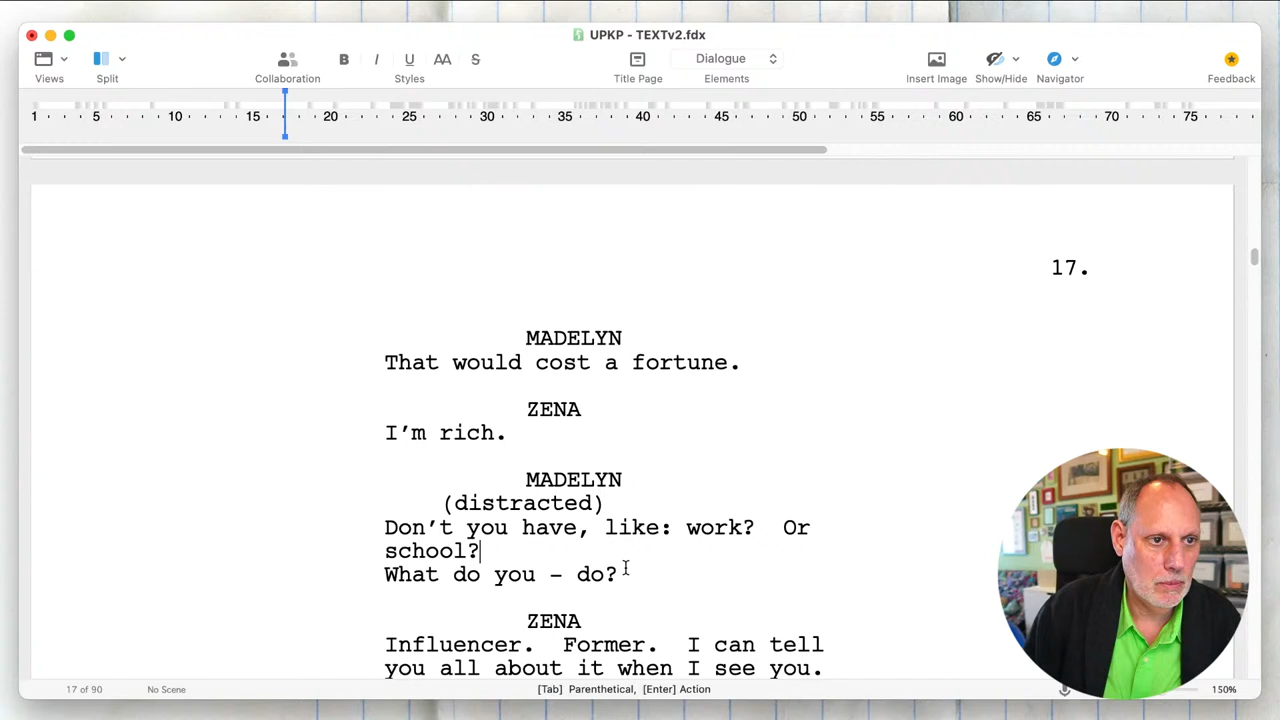 UPKP - TEXTv2.fdx
Views Split Collaboration B I U AA S Styles Dialogue Elements Title Page Insert Image Show/Hide Navigator Feedback
1 5 10 15 20 25 30 35 40 45 50 55 60 65 70 75
17.
MADELYN
That would cost a fortune.
ZENA
I’m rich.
MADELYN
(distracted)
Don’t you have, like: work?  Or
school?
What do you – do?
ZENA
Influencer.  Former.  I can tell
you all about it when I see you.
17 of 90 No Scene [Tab] Parenthetical, [Enter] Action 150%